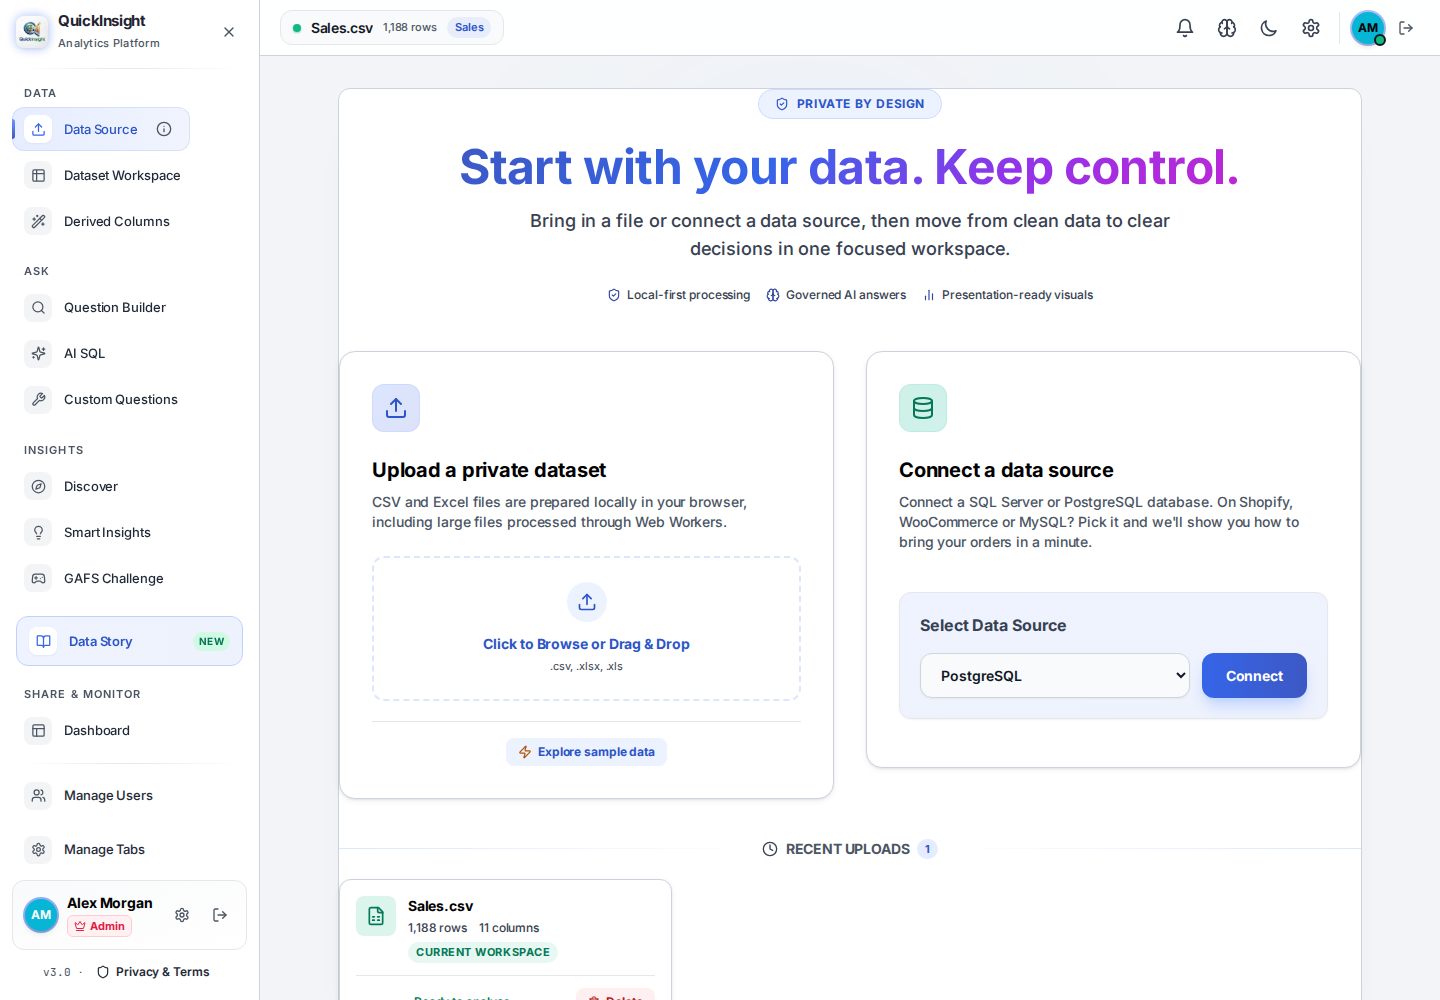 QuickInsight
Analytics Platform
DATA
Data Source
Dataset Workspace
Derived Columns
ASK
Question Builder
AI SQL
Custom Questions
INSIGHTS
Discover
Smart Insights
GAFS Challenge
Data Story NEW
SHARE & MONITOR
Dashboard
Manage Users
Manage Tabs
AM Alex Morgan
Admin
v3.0 · Privacy & Terms
Sales.csv 1,188 rows Sales
AM
PRIVATE BY DESIGN
Start with your data. Keep control.
Bring in a file or connect a data source, then move from clean data to clear
decisions in one focused workspace.
Local-first processing Governed AI answers Presentation-ready visuals
Upload a private dataset
CSV and Excel files are prepared locally in your browser,
including large files processed through Web Workers.
Click to Browse or Drag & Drop
.csv, .xlsx, .xls
Explore sample data
Connect a data source
Connect a SQL Server or PostgreSQL database. On Shopify,
WooCommerce or MySQL? Pick it and we'll show you how to
bring your orders in a minute.
Select Data Source
PostgreSQL Connect
RECENT UPLOADS 1
Sales.csv
1,188 rows 11 columns
CURRENT WORKSPACE
Ready to analyze Delete